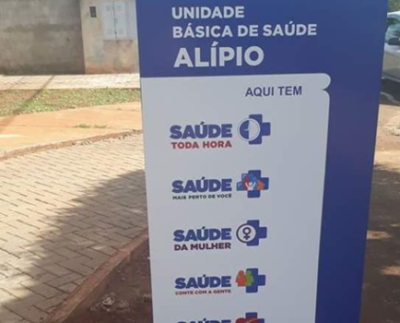 UNIDADE
BÁSICA DE SAÚDE
ALÍPIO
AQUI TEM
SAÚDE
TODA HORA
SAÚDE
MAIS PERTO DE VOCÊ
SAÚDE
DA MULHER
SAÚDE
CONTE COM A GENTE